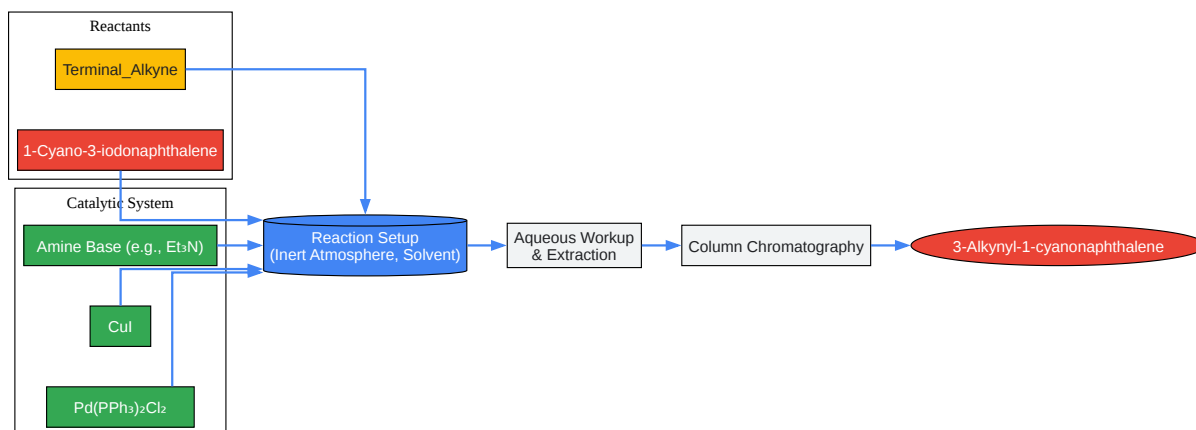 Reactants
Terminal_Alkyne
1-Cyano-3-iodonaphthalene
Catalytic System
Amine Base (e.g., Et₃N)
CuI
Pd(PPh₃)₂Cl₂
Reaction Setup
(Inert Atmosphere, Solvent)
Aqueous Workup
& Extraction
Column Chromatography
3-Alkynyl-1-cyanonaphthalene